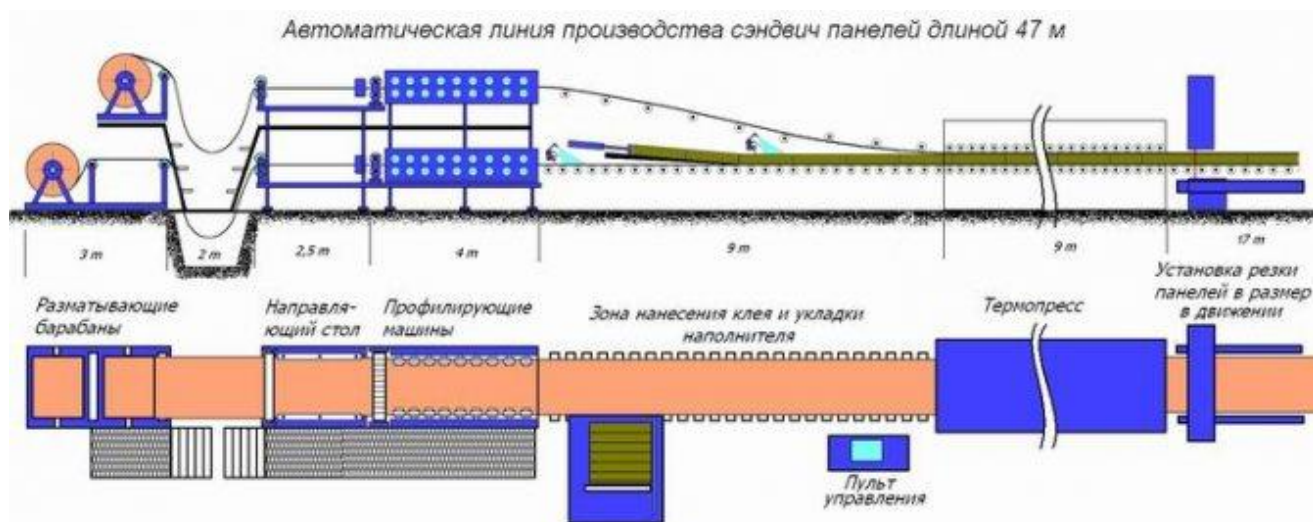 Автоматическая линия производства сэндвич панелей длиной 47 м
3 m
2 m
2,5 m
4 m
9 m
9 m
17 m
Разматывающие
барабаны
Направля-
ющий стол
Профилирующие
машины
Зона нанесения клея и укладки
наполнителя
Термопресс
Установка резки
панелей в размер
в движении
Пульт
управления